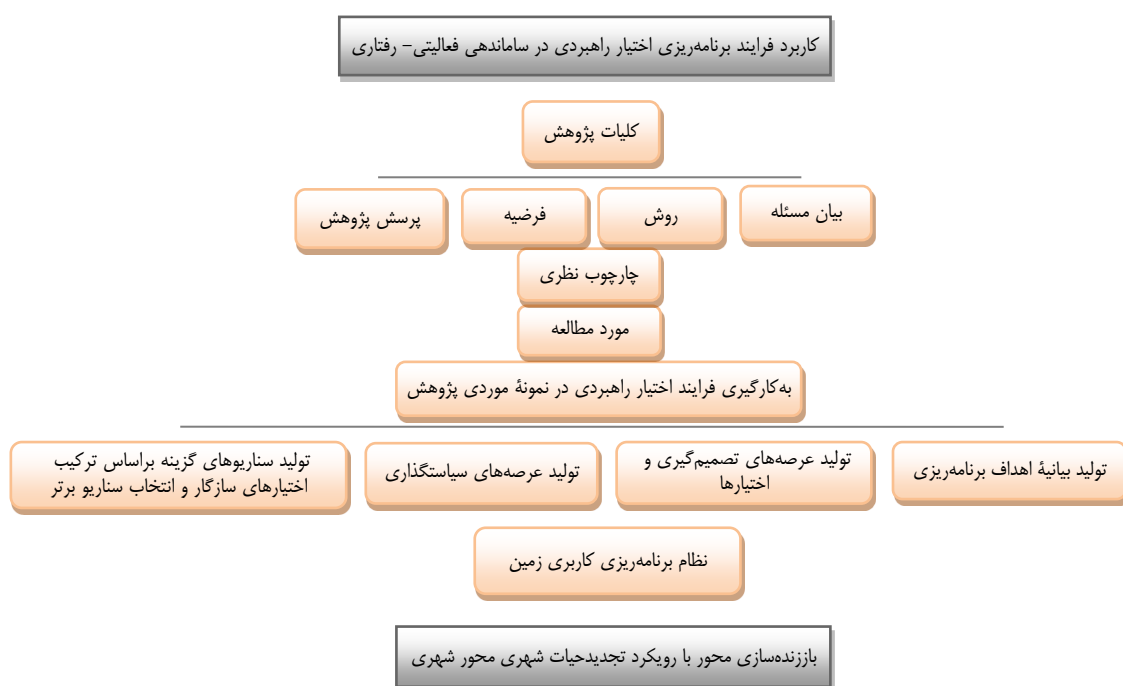 کاربرد فرایند برنامه‌ریزی اختیار راهبردی در ساماندهی فعالیتی- رفتاری
کلیات پژوهش
بیان مسئله
روش
فرضیه
پرسش پژوهش
چارچوب نظری
مورد مطالعه
به‌کارگیری فرایند اختیار راهبردی در نمونهٔ موردی پژوهش
تولید بیانیهٔ اهداف برنامه‌ریزی
تولید عرصه‌های تصمیم‌گیری و
اختیارها
تولید عرصه‌های سیاستگذاری
تولید سناریوهای گزینه براساس ترکیب
اختیارهای سازگار و انتخاب سناریو برتر
نظام برنامه‌ریزی کاربری زمین
باززنده‌سازی محور با رویکرد تجدیدحیات شهری محور شهری